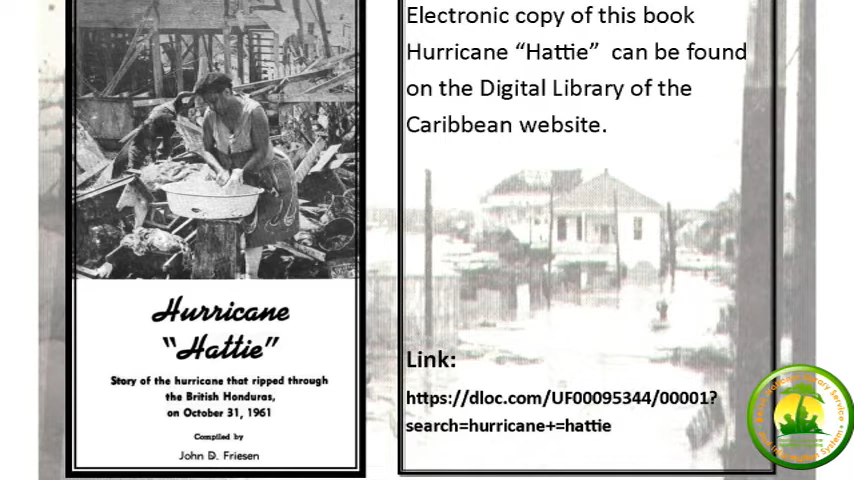 Hurricane
"Hattie"
Story of the hurricane that ripped through
the British Honduras,
on October 31, 1961
Compiled by
John D. Friesen
Electronic copy of this book
Hurricane “Hattie” can be found
on the Digital Library of the
Caribbean website.
Link:
https://dloc.com/UF00095344/00001?
search=hurricane+=hattie